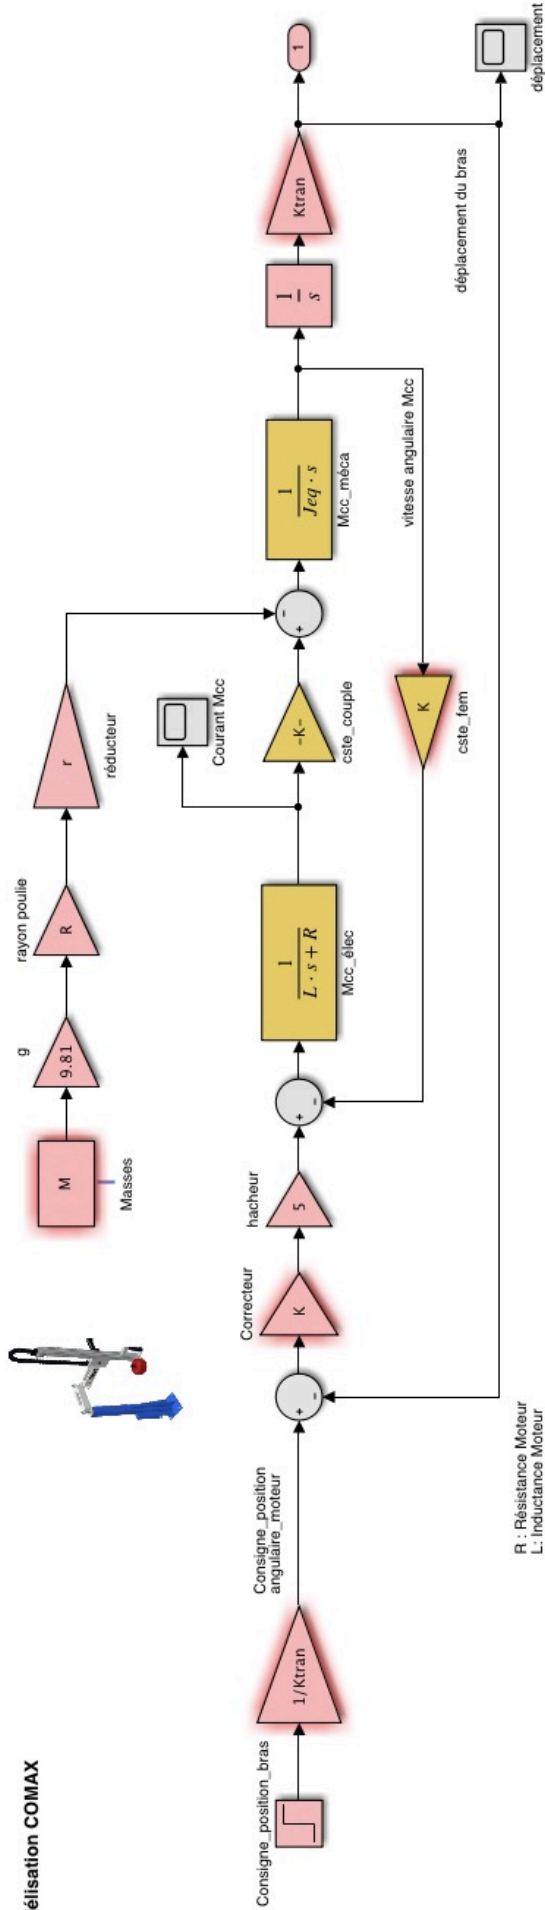 élisation COMAX
Masses
M
g
9.81
rayon poulie
R
réducteur
r
Consigne_position_bras
1/Ktran
Consigne_position
angulaire_moteur
+
-
Correcteur
K
hacheur
5
+
-
1
L · s + R
Mcc_élec
Courant Mcc
-K-
cste_couple
-
+
1
Jeq · s
Mcc_méca
1
s
Ktran
1
vitesse angulaire Mcc
K
cste_fem
déplacement du bras
déplacement
R : Résistance Moteur
L: Inductance Moteur